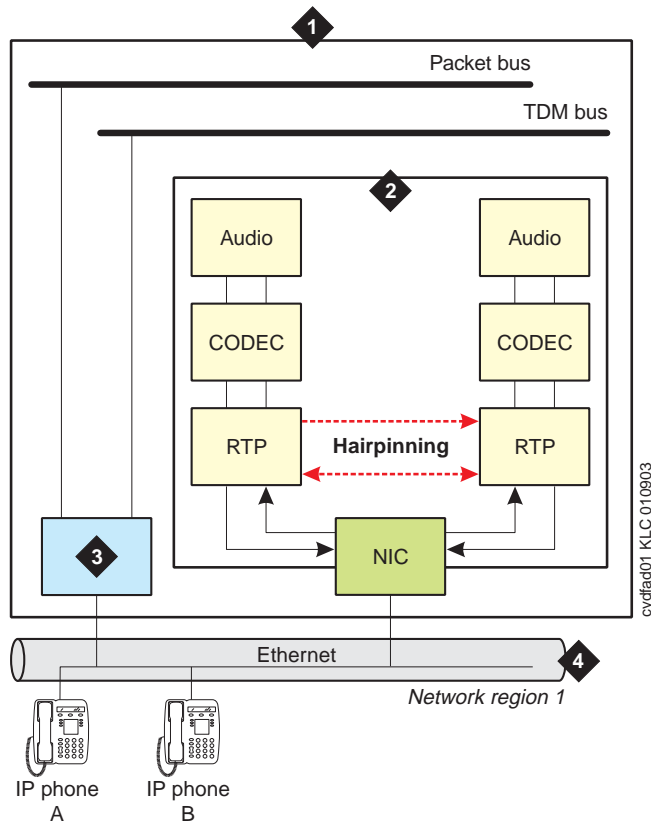 1
Packet bus
TDM bus
2
Audio
Audio
CODEC
CODEC
RTP
Hairpinning
RTP
3
NIC
Ethernet
4
Network region 1
IP phone
A
IP phone
B
cydfad01 KLC 010903